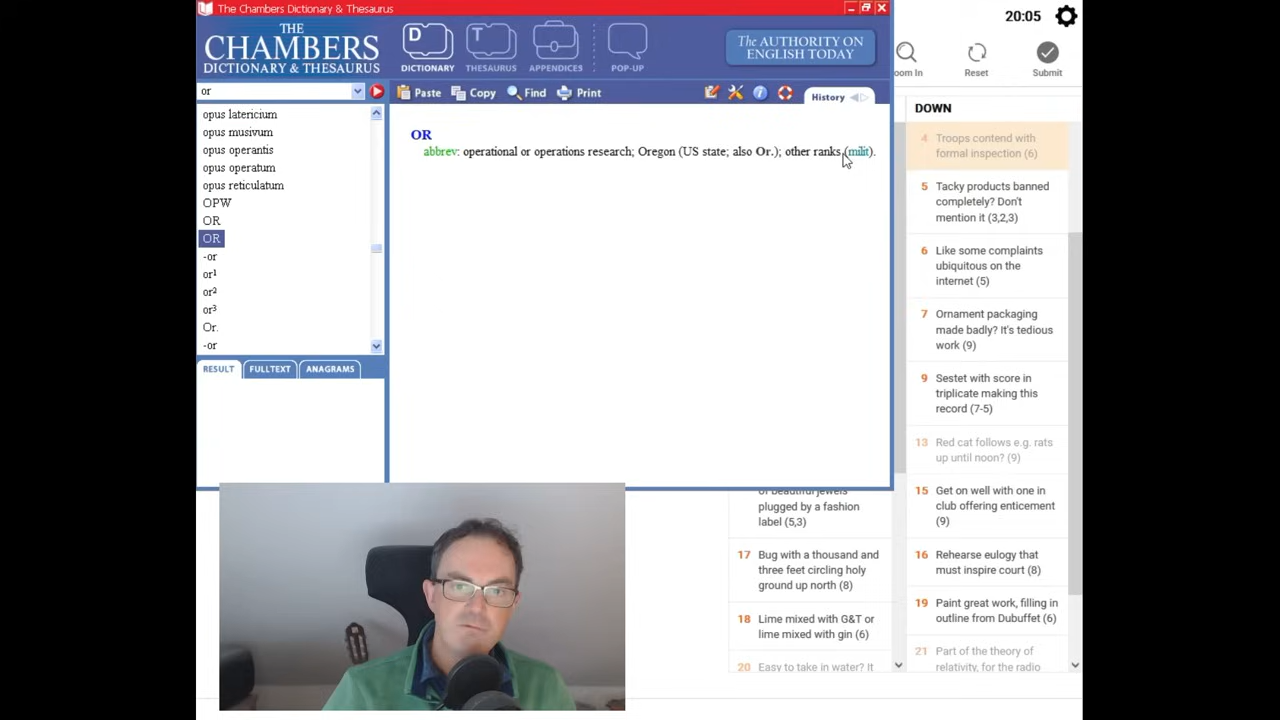 The Chambers Dictionary & Thesaurus
THE
CHAMBERS
DICTIONARY & THESAURUS
D
DICTIONARY
T
THESAURUS
APPENDICES
POP-UP
The AUTHORITY ON
ENGLISH TODAY
20:05
oom In
Reset
Submit
or
Paste
Copy
Find
Print
i
History
opus latericium
opus musivum
opus operantis
opus operatum
opus reticulatum
OPW
OR
OR
-or
or¹
or²
or³
Or.
-or
RESULT
FULLTEXT
ANAGRAMS
OR
abbrev: operational or operations research; Oregon (US state; also Or.); other ranks (milit).
of beautiful jewels
plugged by a fashion
label (5,3)
17 Bug with a thousand and
three feet circling holy
ground up north (8)
18 Lime mixed with G&T or
lime mixed with gin (6)
20 Easy to take in water? It
DOWN
4 Troops contend with
formal inspection (6)
5 Tacky products banned
completely? Don't
mention it (3,2,3)
6 Like some complaints
ubiquitous on the
internet (5)
7 Ornament packaging
made badly? It's tedious
work (9)
9 Sestet with score in
triplicate making this
record (7-5)
13 Red cat follows e.g. rats
up until noon? (9)
15 Get on well with one in
club offering enticement
(9)
16 Rehearse eulogy that
must inspire court (8)
19 Paint great work, filling in
outline from Dubuffet (6)
21 Part of the theory of
relativity, for the radio